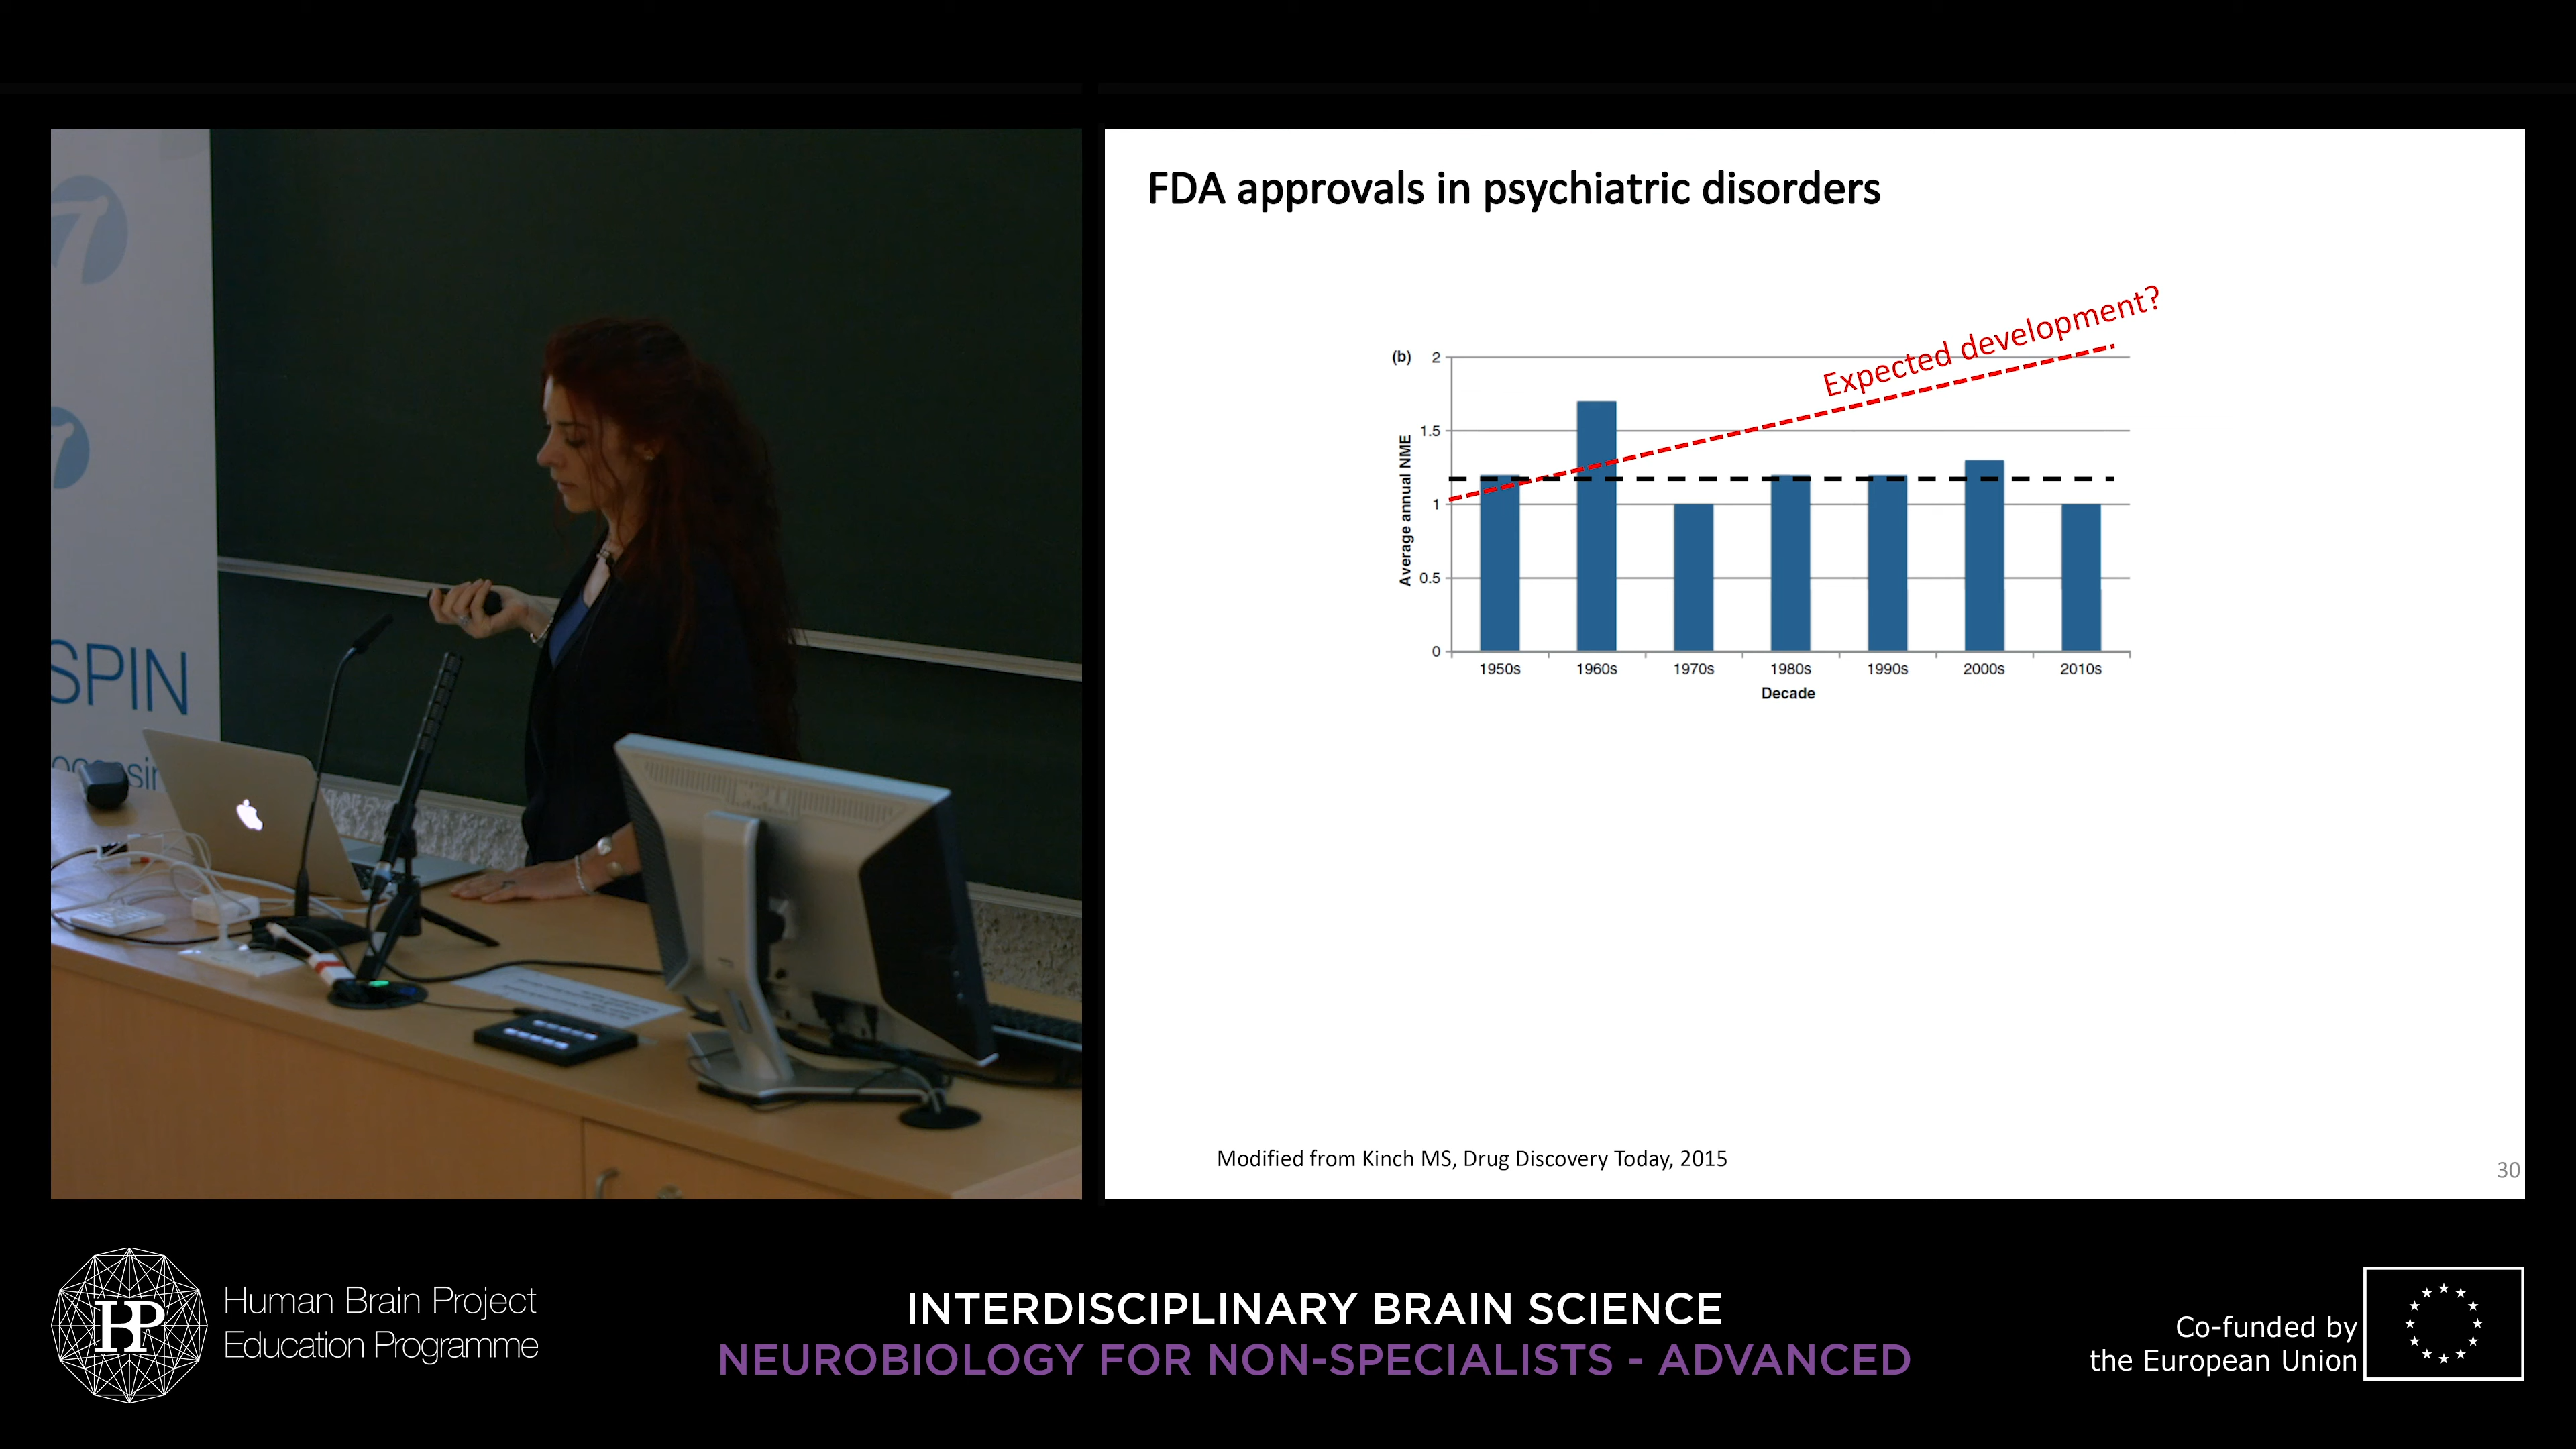 SPIN
FDA approvals in psychiatric disorders
Expected development?
(b)
2
1.5
1
0.5
0
Average annual NME
1950s 1960s 1970s 1980s 1990s 2000s 2010s
Decade
Modified from Kinch MS, Drug Discovery Today, 2015
30
HBP
Human Brain Project
Education Programme
INTERDISCIPLINARY BRAIN SCIENCE
NEUROBIOLOGY FOR NON-SPECIALISTS - ADVANCED
Co-funded by
the European Union